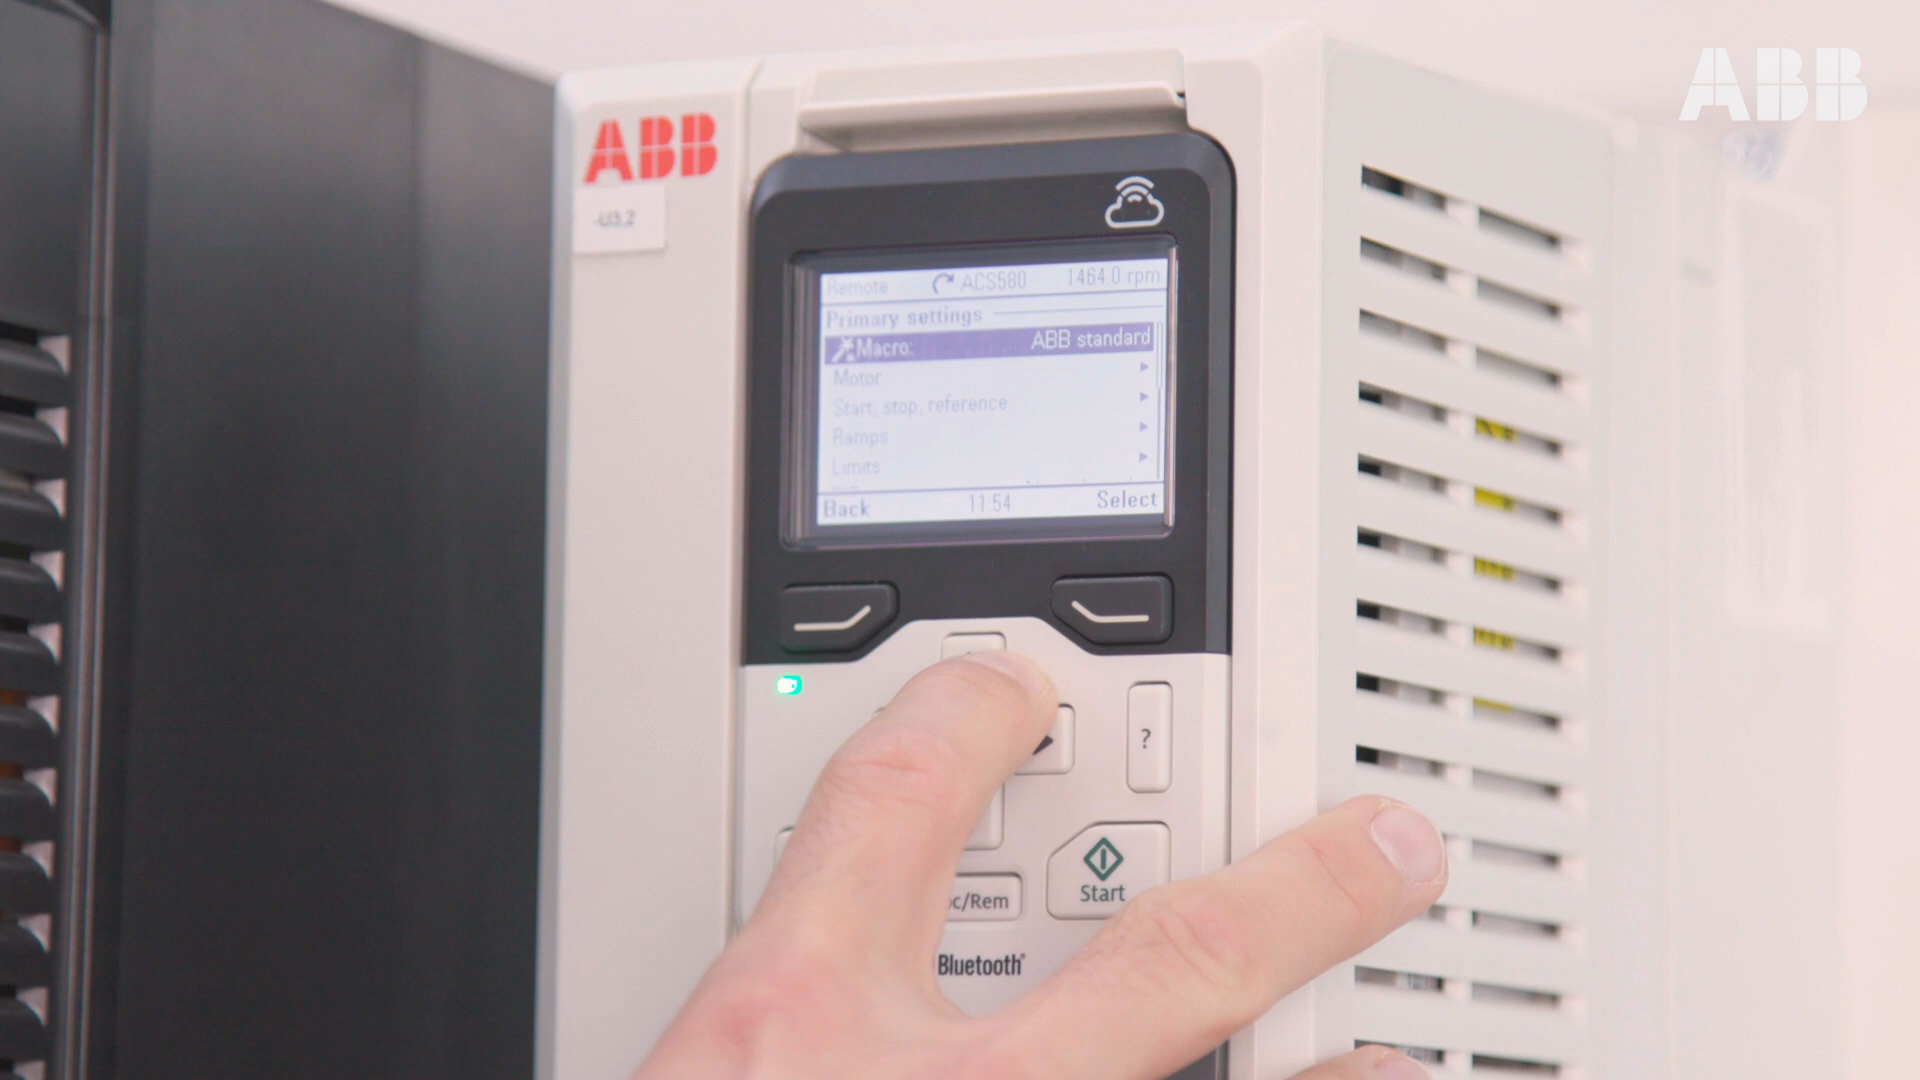 ABB
ABB
Remote ACS580 1464.0 rpm
Primary settings
Macro: ABB standard
Motor
Start, stop, reference
Ramps
Limits
Back 11:54 Select
?
Start
c/Rem
Bluetooth®